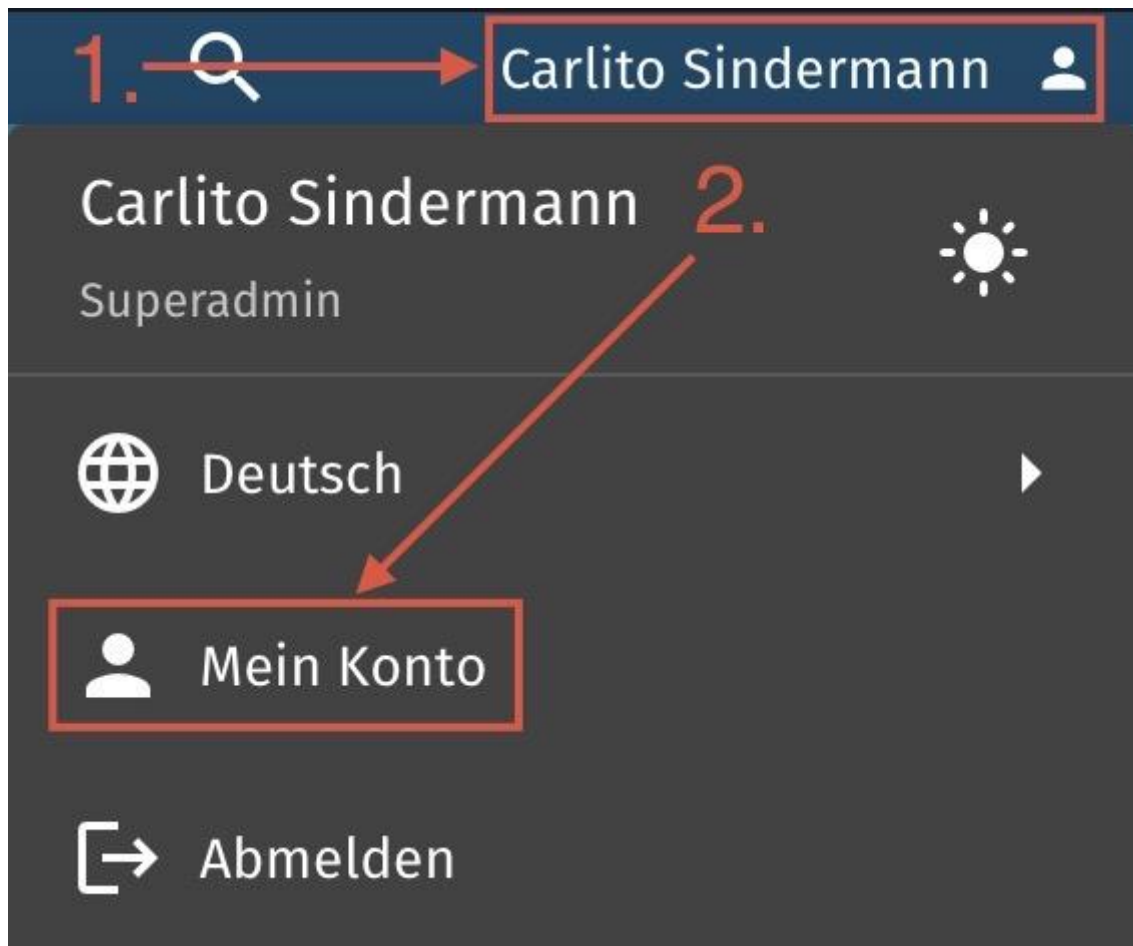 1.
Carlito Sindermann
Carlito Sindermann
2.
Superadmin
Deutsch
Mein Konto
Abmelden